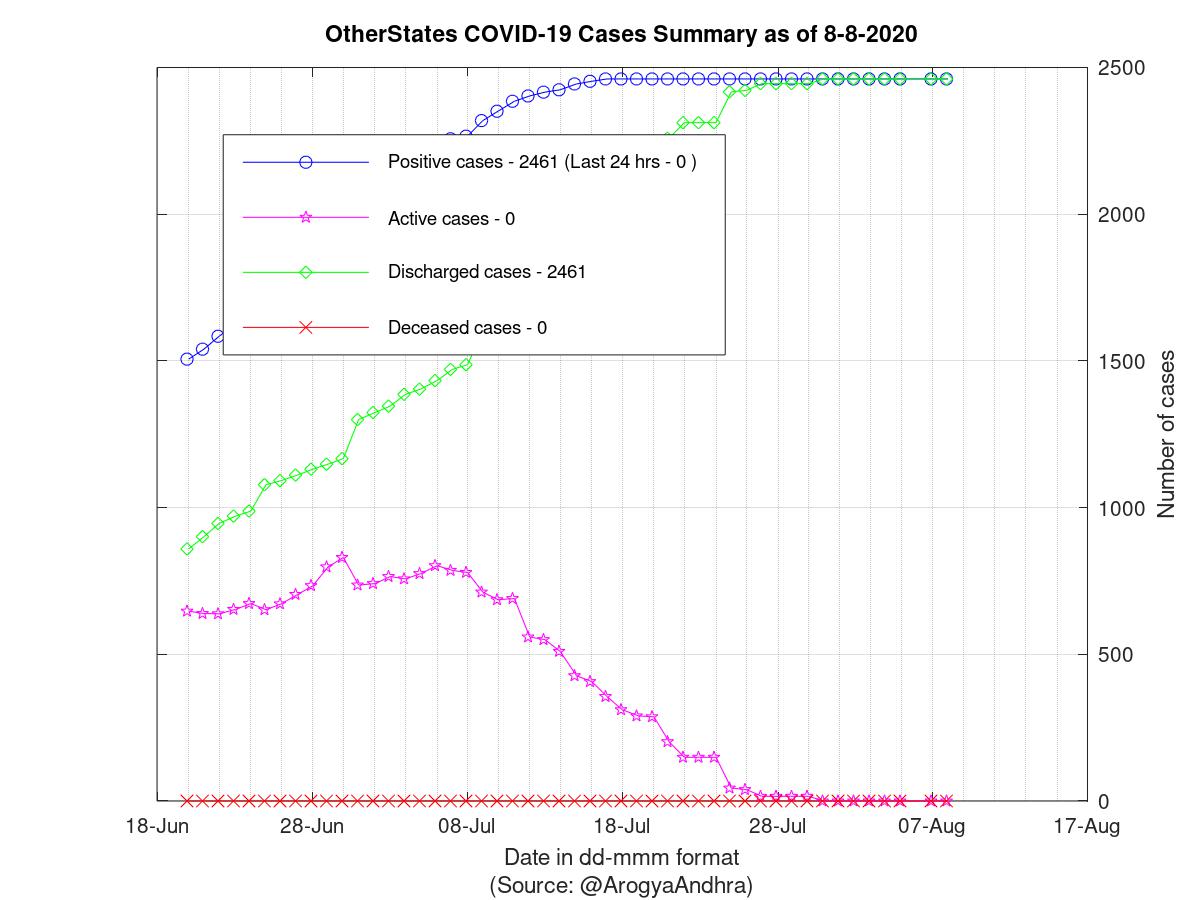 OtherStates COVID-19 Cases Summary as of 8-8-2020
2500
Positive cases - 2461 (Last 24 hrs - 0 )
Active cases - 0
2000
Discharged cases - 2461
Deceased cases - 0
1500
1000
500
0
Number of cases
18-Jun 28-Jun 08-Jul 18-Jul 28-Jul 07-Aug 17-Aug
Date in dd-mmm format
(Source: @ArogyaAndhra)